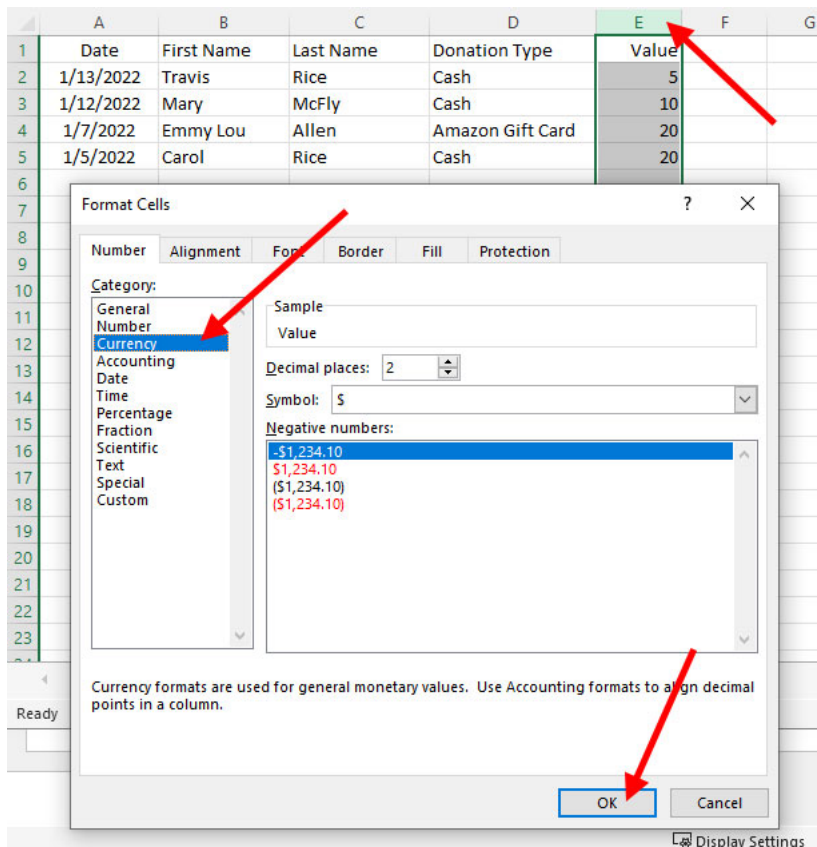 A B C D E F G
1 Date First Name Last Name Donation Type Value
2 1/13/2022 Travis Rice Cash 5
3 1/12/2022 Mary McFly Cash 10
4 1/7/2022 Emmy Lou Allen Amazon Gift Card 20
5 1/5/2022 Carol Rice Cash 20
6
7
8
9
10
11
12
13
14
15
16
17
18
19
20
21
22
23
Format Cells ? ×
Number Alignment Font Border Fill Protection
Category:
General
Number
Currency
Accounting
Date
Time
Percentage
Fraction
Scientific
Text
Special
Custom
Sample
Value
Decimal places: 2
Symbol: $
Negative numbers:
-$1,234.10
$1,234.10
($1,234.10)
($1,234.10)
Currency formats are used for general monetary values. Use Accounting formats to align decimal
points in a column.
Ready
OK Cancel
Display Settings